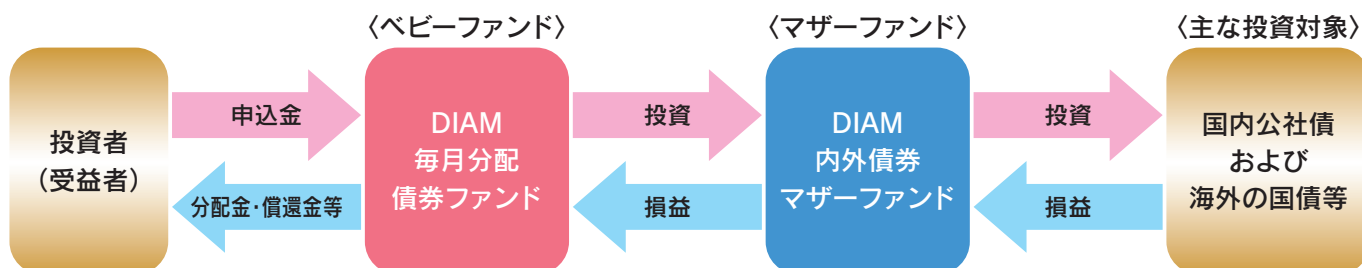 〈ベビーファンド〉
〈マザーファンド〉
〈主な投資対象〉
投資者
（受益者）
申込金
分配金・償還金等
DIAM
毎月分配
債券ファンド
投資
損益
DIAM
内外債券
マザーファンド
投資
損益
国内公社債
および
海外の国債等